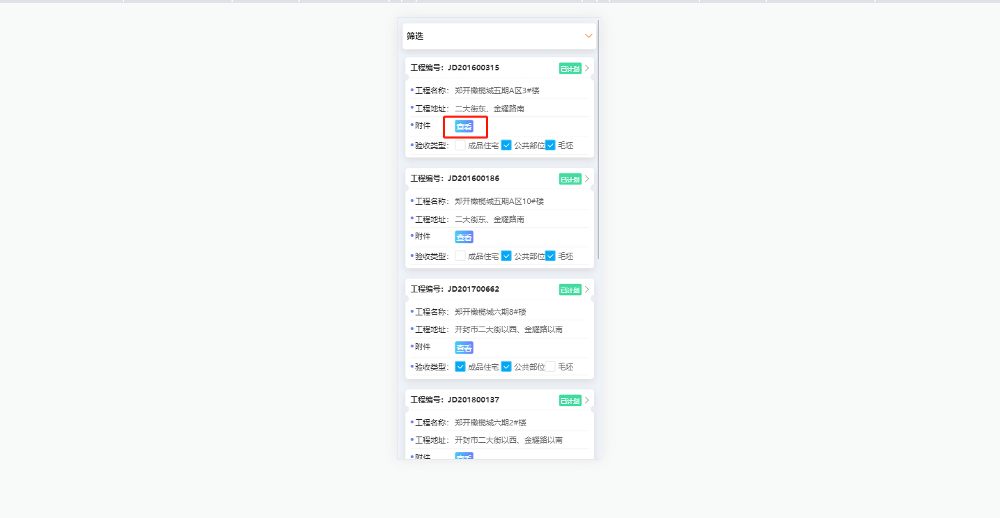 筛选
工程编号：JD201600315 已计划
工程名称： 郑开橄榄城五期A区3#楼
工程地址： 二大街东、金耀路南
附件 查看
验收类型： 成品住宅 公共部位 毛坯
工程编号：JD201600186 已计划
工程名称： 郑开橄榄城五期A区10#楼
工程地址： 二大街东、金耀路南
附件 查看
验收类型： 成品住宅 公共部位 毛坯
工程编号：JD201700662 已计划
工程名称： 郑开橄榄城六期8#楼
工程地址： 开封市二大街以西、金耀路以南
附件 查看
验收类型： 成品住宅 公共部位 毛坯
工程编号：JD201800137 已计划
工程名称： 郑开橄榄城六期2#楼
工程地址： 开封市二大街以西、金耀路以南
附件 查看